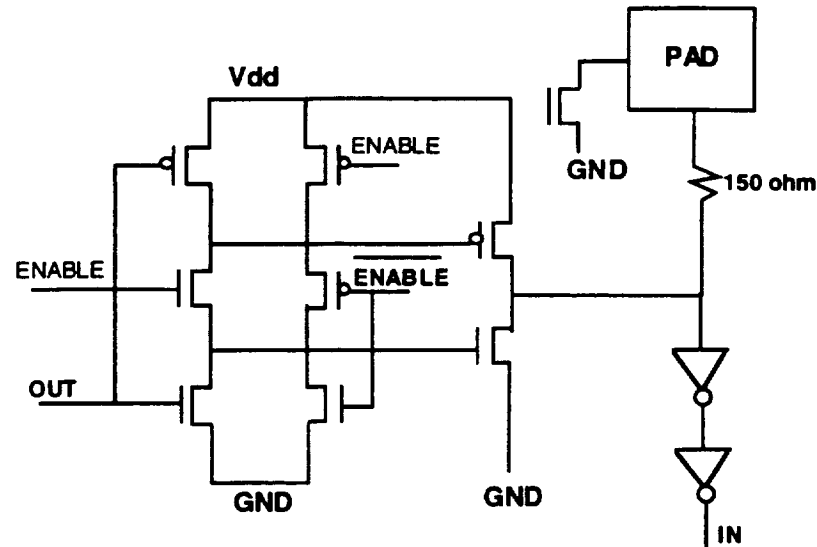 PAD
Vdd
ENABLE
GND
150 ohm
ENABLE
ENABLE
OUT
GND
GND
IN